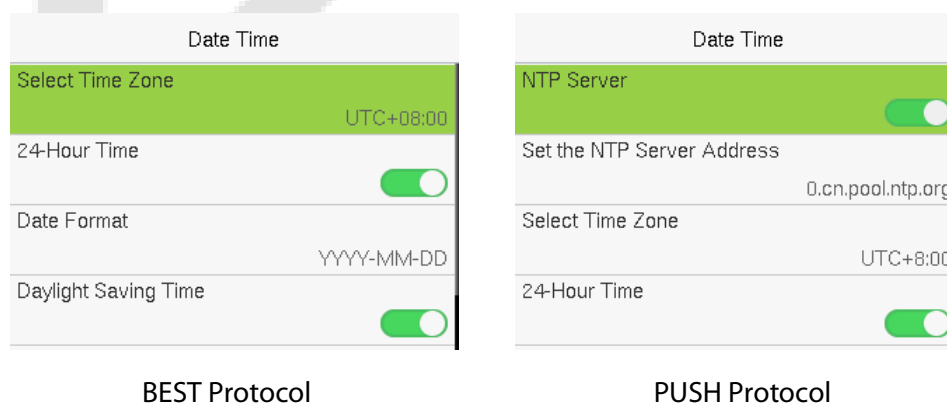 Date Time
Select Time Zone
UTC+08:00
24-Hour Time
Date Format
YYYY-MM-DD
Daylight Saving Time
BEST Protocol
Date Time
NTP Server
Set the NTP Server Address
0.cn.pool.ntp.org
Select Time Zone
UTC+8:00
24-Hour Time
PUSH Protocol